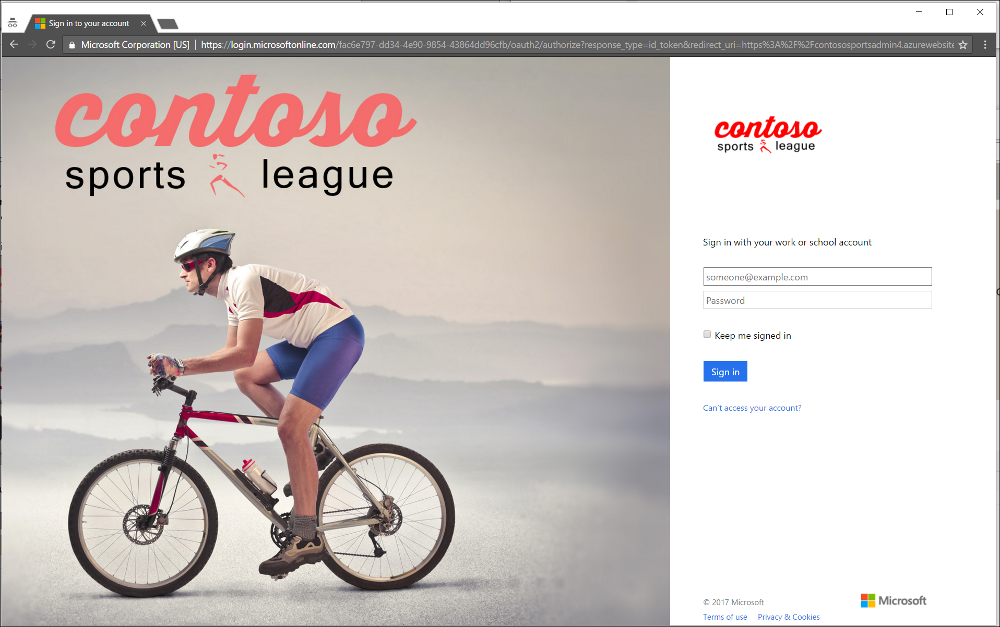 Sign in to your account
Microsoft Corporation [US] | https://login.microsoftonline.com/fac6e797-dd34-4e90-9854-43864dd96cfb/oauth2/authorize?response_type=id_token&redirect_uri=https%3A%2F%2Fcontososportsadmin4.azurewebsite
contoso
sports league
contoso
sports league
Sign in with your work or school account
someone@example.com
Password
Keep me signed in
Sign in
Can't access your account?
© 2017 Microsoft
Microsoft
Terms of use Privacy & Cookies